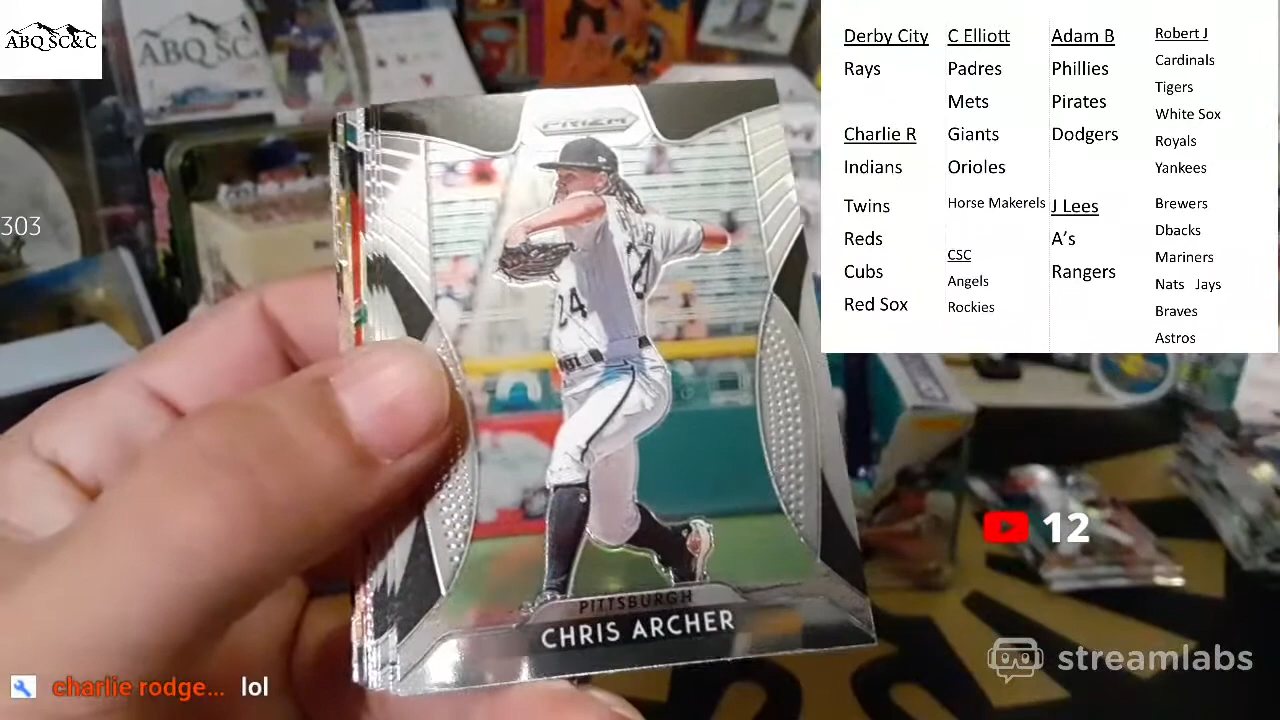 ABQ SC&C
ABQ SC&
Derby City
Rays
Charlie R
Indians
Twins
Reds
Cubs
Red Sox
C Elliott
Padres
Mets
Giants
Orioles
Horse Makerels
CSC
Angels
Rockies
Adam B
Phillies
Pirates
Dodgers
J Lees
A's
Rangers
Robert J
Cardinals
Tigers
White Sox
Royals
Yankees
Brewers
Dbacks
Mariners
Nats Jays
Braves
Astros
303
PRIZM
24
PITTSBURGH
CHRIS ARCHER
12
streamlabs
charlie rodge... lol